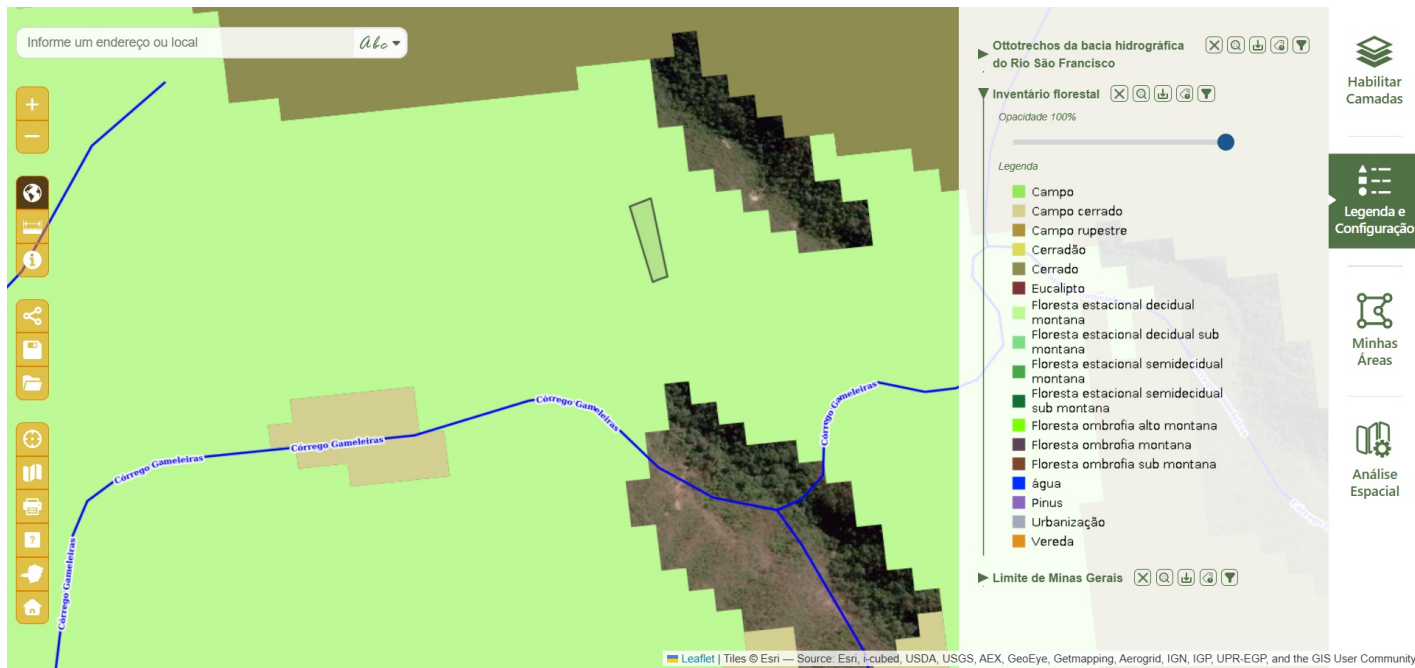 Informe um endereço ou local
Abc
Ottotrechos da bacia hidrográfica
do Rio São Francisco
Inventário florestal
Opacidade 100%
Legenda
Campo
Campo cerrado
Campo rupestre
Cerradão
Cerrado
Eucalipto
Floresta estacional decidual
montana
Floresta estacional decidual sub
montana
Floresta estacional semidecidual
montana
Floresta estacional semidecidual
sub montana
Floresta ombrofia alto montana
Floresta ombrofia montana
Floresta ombrofia sub montana
água
Pinus
Urbanização
Vereda
Limite de Minas Gerais
Habilitar
Camadas
Legenda e
Configuração
Minhas
Áreas
Análise
Espacial
Córrego Gameleiras
Córrego Gameleiras
Córrego Gameleiras
Córrego Gameleiras
Córrego Gameleiras
Leaflet | Tiles © Esri — Source: Esri, i-cubed, USDA, USGS, AEX, GeoEye, Getmapping, Aerogrid, IGN, IGP, UPR-EGP, and the GIS User Community